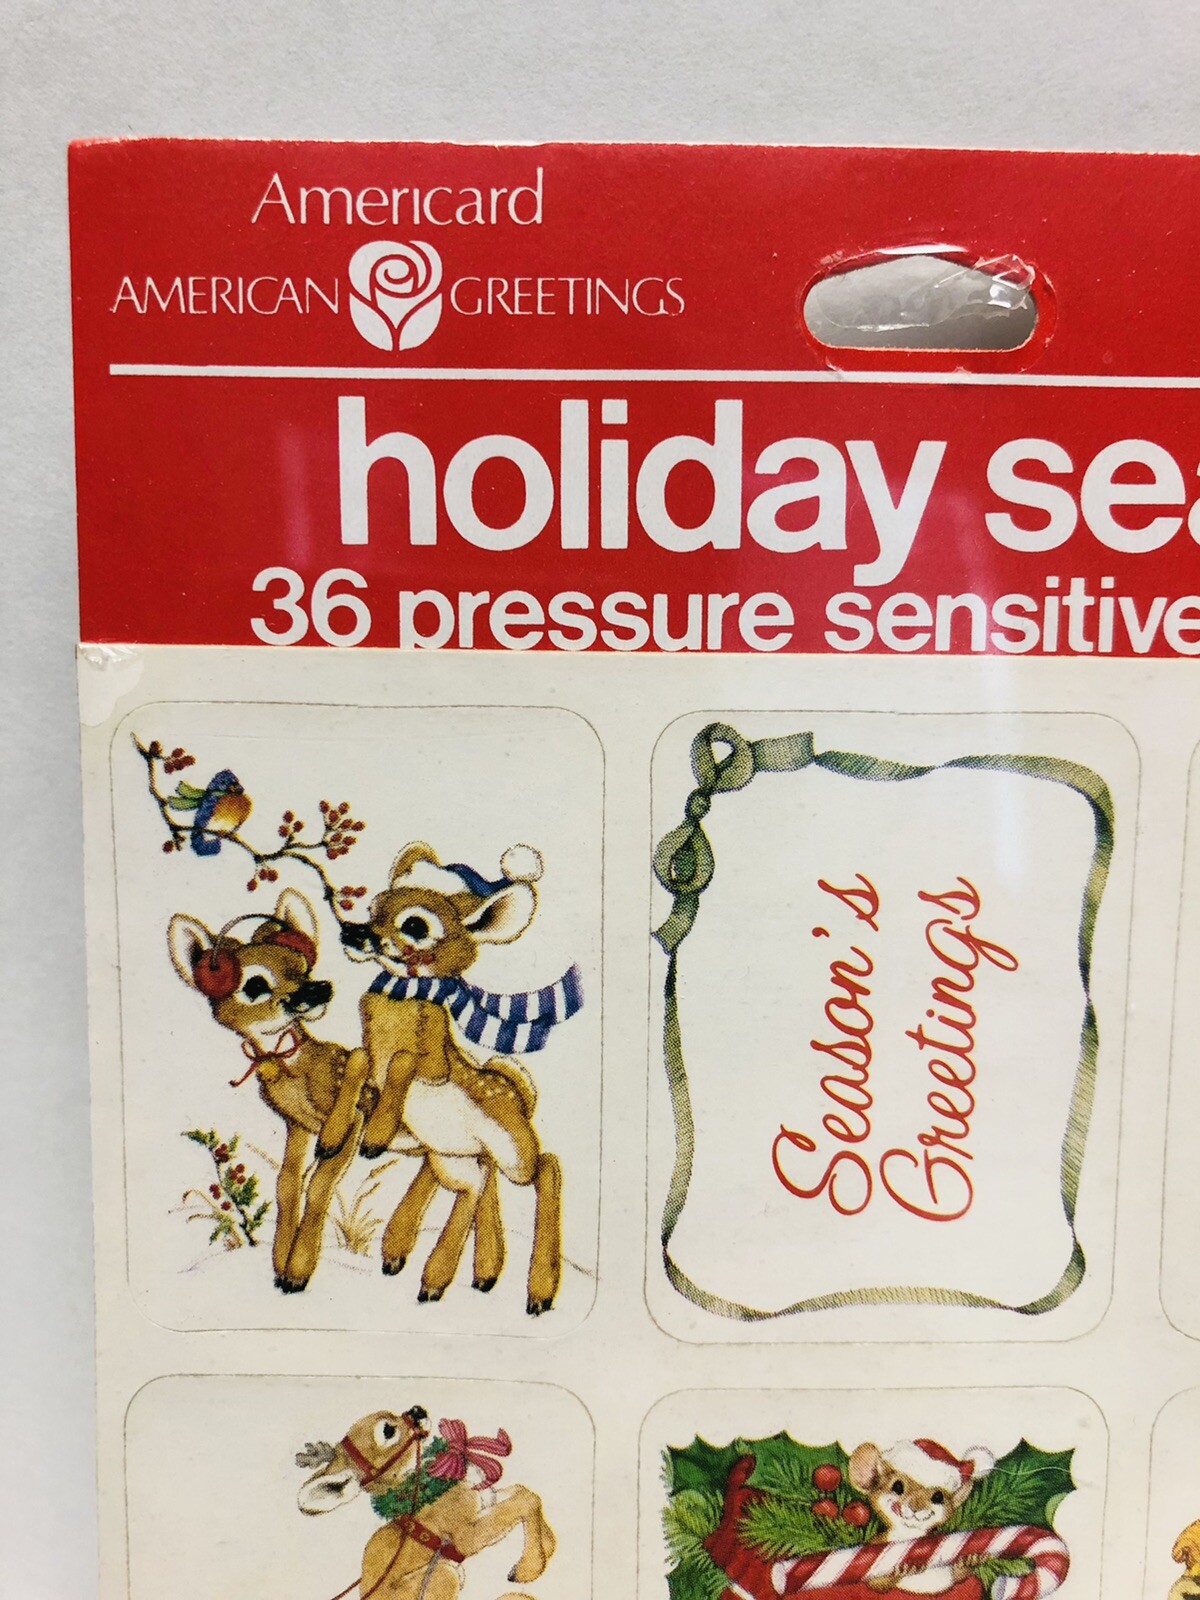 Americard
AMERICAN GREETINGS
holiday sea
36 pressure sensitive
Season's
Greetings